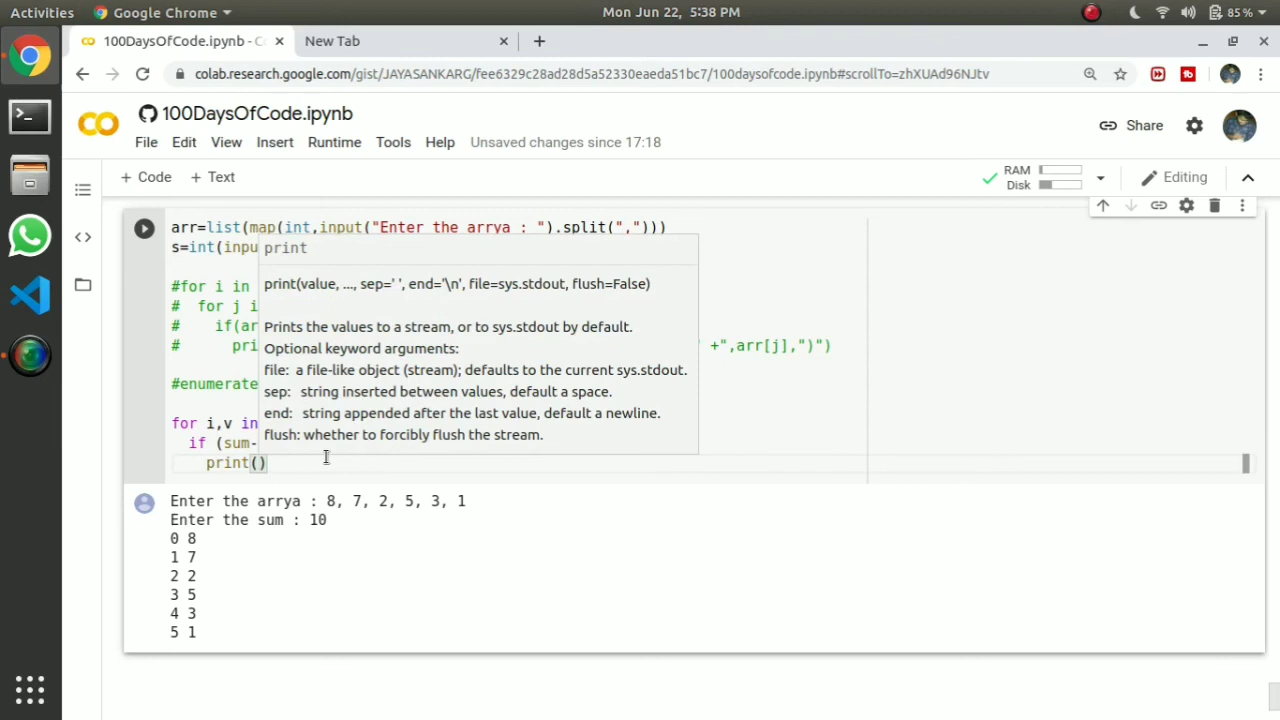 Activities Google Chrome Mon Jun 22, 5:38 PM 85 %
100DaysOfCode.ipynb - C New Tab
colab.research.google.com/gist/JAYASANKARG/fee6329c28ad28d5a52330eaeda51bc7/100daysofcode.ipynb#scrollTo=zhXUAd96NJtv
100DaysOfCode.ipynb
Share
File Edit View Insert Runtime Tools Help Unsaved changes since 17:18
+ Code + Text RAM Disk Editing
arr=list(map(int,input("Enter the arrya : ").split(",")))
s=int(inpu
print
print(value, ..., sep=' ', end='\n', file=sys.stdout, flush=False)
Prints the values to a stream, or to sys.stdout by default.
Optional keyword arguments:
file: a file-like object (stream); defaults to the current sys.stdout.
sep: string inserted between values, default a space.
end: string appended after the last value, default a newline.
flush: whether to forcibly flush the stream.
#for i in
# for j i
# if(ar
# pri " +",arr[j],")")
#enumerate
for i,v in
if (sum-
print()
Enter the arrya : 8, 7, 2, 5, 3, 1
Enter the sum : 10
0 8
1 7
2 2
3 5
4 3
5 1